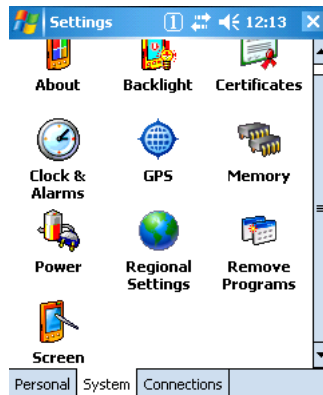 Settings 1 12:13
About Backlight Certificates
Clock & Alarms GPS Memory
Power Regional Settings Remove Programs
Screen
Personal System Connections